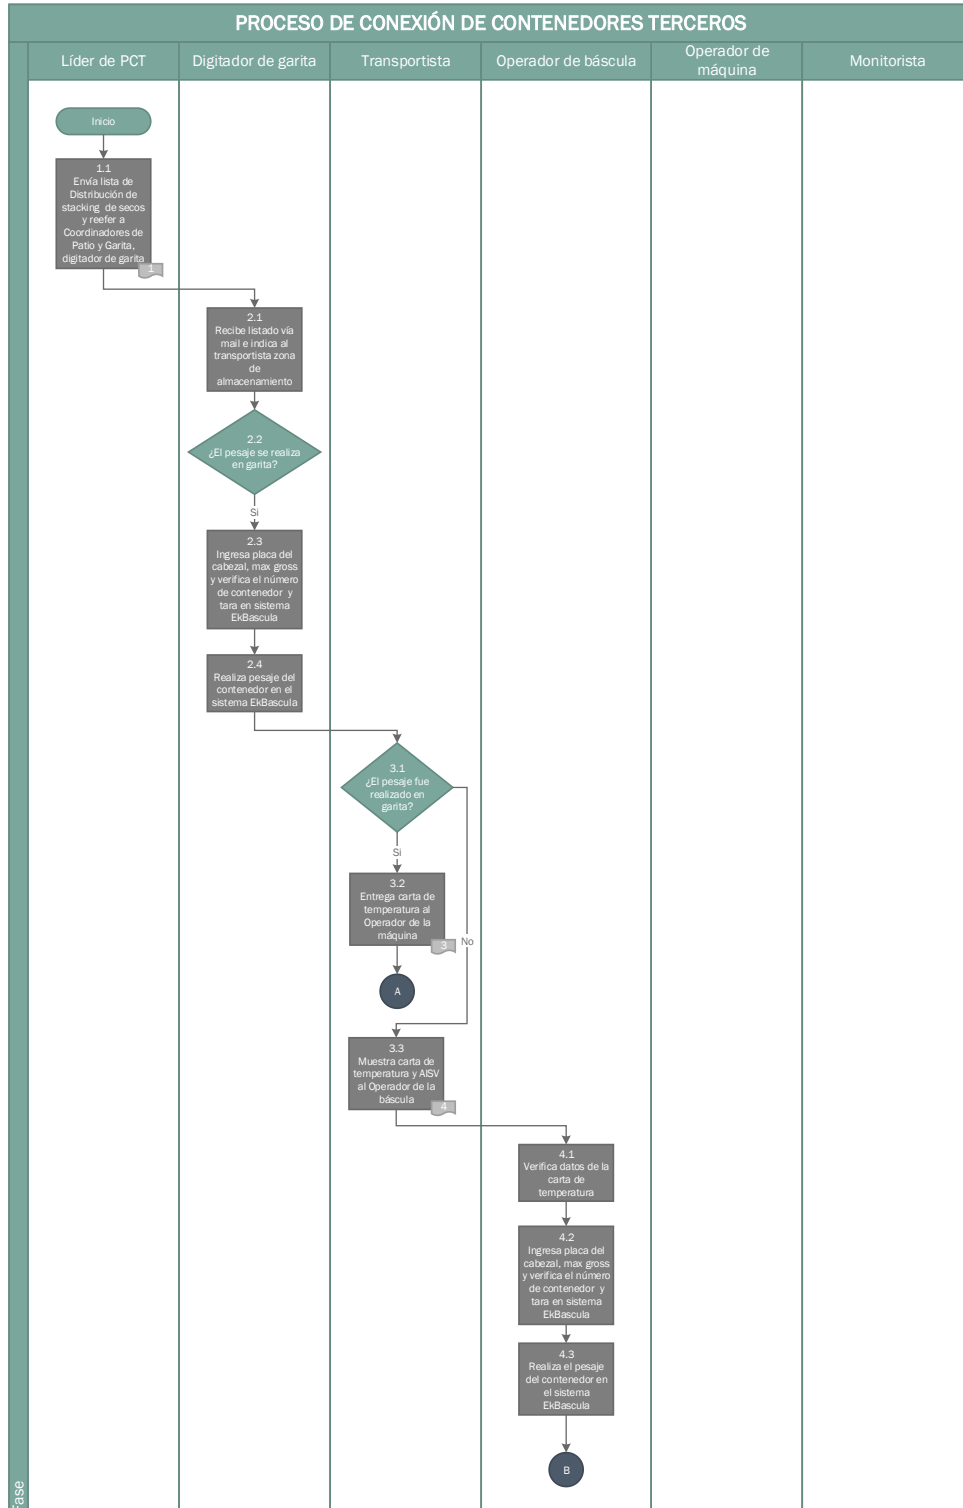 PROCESO DE CONEXIÓN DE CONTENEDORES TERCEROS
Líder de PCT
Digitador de garita
Transportista
Operador de báscula
Operador de
máquina
Monitorista
Inicio
1.1
Envía lista de
Distribución de
stacking de secos
y reefer a
Coordinadores de
Patio y Garita,
digitador de garita
1
2.1
Recibe listado vía
mail e indica al
transportista zona
de
almacenamiento
2.2
¿El pesaje se realiza
en garita?
Si
2.3
Ingresa placa del
cabezal, max gross
y verifica el número
de contenedor y
tara en sistema
EkBascula
2.4
Realiza pesaje del
contenedor en el
sistema EkBascula
3.1
¿El pesaje fue
realizado en
garita?
Si
3.2
Entrega carta de
temperatura al
Operador de la
máquina
3
No
A
3.3
Muestra carta de
temperatura y AISV
al Operador de la
báscula
4
4.1
Verifica datos de la
carta de
temperatura
4.2
Ingresa placa del
cabezal, max gross
y verifica el número
de contenedor y
tara en sistema
EkBascula
4.3
Realiza el pesaje
del contenedor en
el sistema
EkBascula
B
Fase